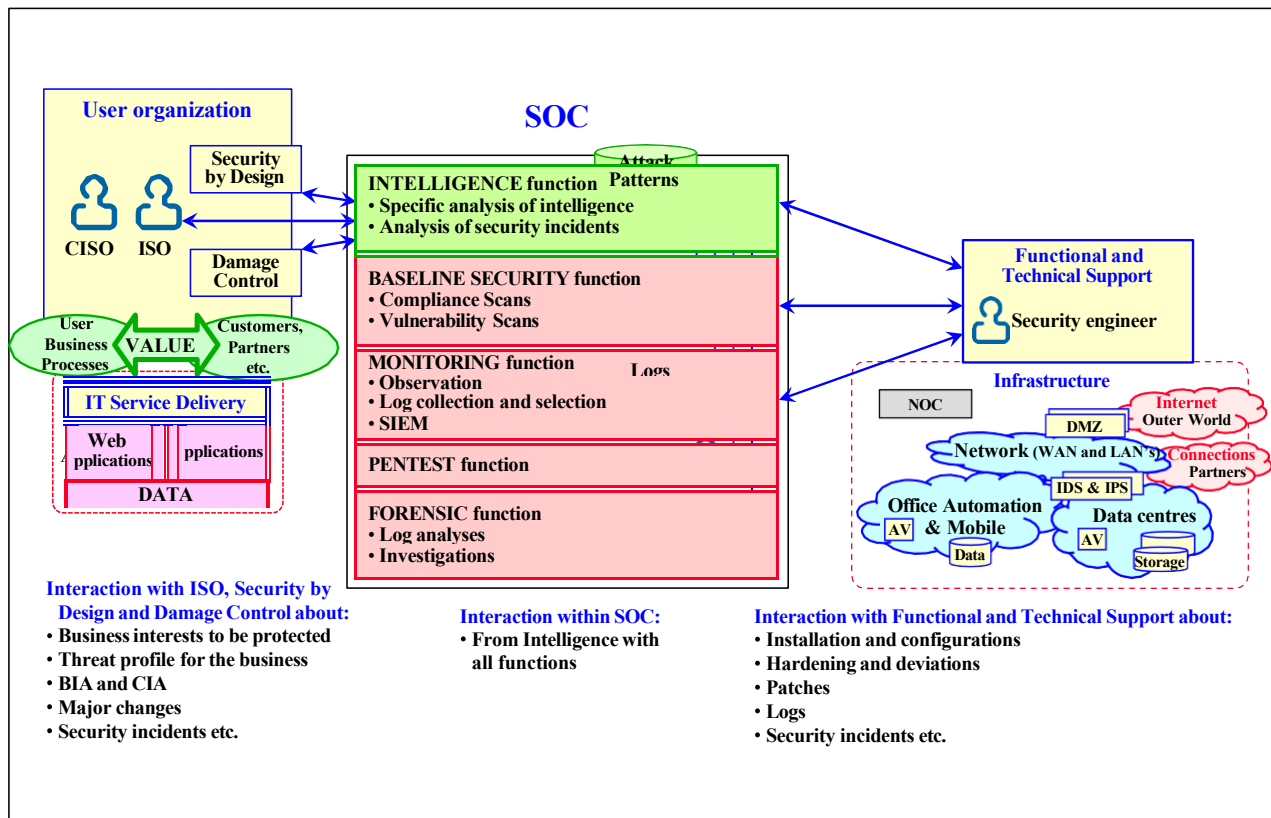 User organization
SOC
Security
by Design
CISO
ISO
Damage
Control
User
Business
Processes
VALUE
Customers,
Partners
etc.
IT Service Delivery
Web
pplications
pplications
DATA
Attack
Patterns
INTELLIGENCE function
• Specific analysis of intelligence
• Analysis of security incidents
BASELINE SECURITY function
• Compliance Scans
• Vulnerability Scans
MONITORING function
Logs
• Observation
• Log collection and selection
• SIEM
PENTEST function
FORENSIC function
• Log analyses
• Investigations
Functional and
Technical Support
Security engineer
Infrastructure
NOC
Internet
Outer World
DMZ
Network (WAN and LAN's)
Connections
Partners
IDS & IPS
Office Automation
& Mobile
AV
Data
Data centres
AV
Storage
Interaction with ISO, Security by
Design and Damage Control about:
• Business interests to be protected
• Threat profile for the business
• BIA and CIA
• Major changes
• Security incidents etc.
Interaction within SOC:
• From Intelligence with
all functions
Interaction with Functional and Technical Support about:
• Installation and configurations
• Hardening and deviations
• Patches
• Logs
• Security incidents etc.